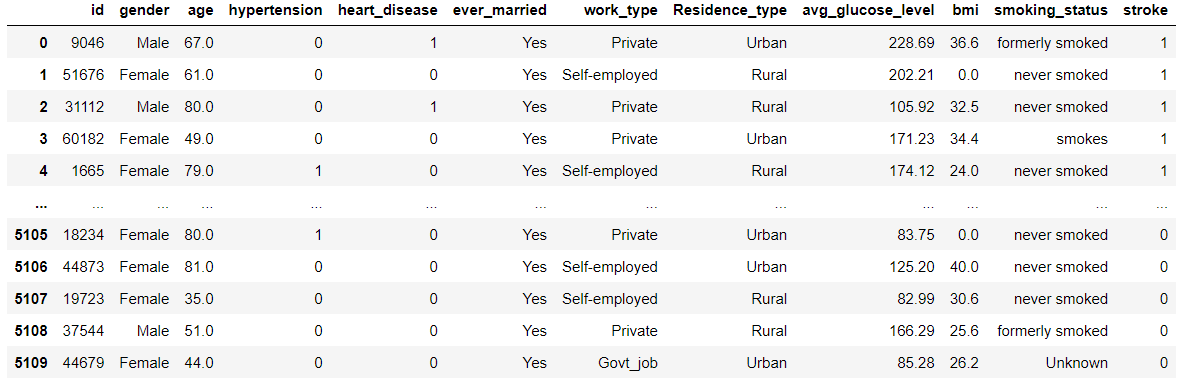 id gender age hypertension heart_disease ever_married work_type Residence_type avg_glucose_level bmi smoking_status stroke
0 9046 Male 67.0 0 1 Yes Private Urban 228.69 36.6 formerly smoked 1
1 51676 Female 61.0 0 0 Yes Self-employed Rural 202.21 0.0 never smoked 1
2 31112 Male 80.0 0 1 Yes Private Rural 105.92 32.5 never smoked 1
3 60182 Female 49.0 0 0 Yes Private Urban 171.23 34.4 smokes 1
4 1665 Female 79.0 1 0 Yes Self-employed Rural 174.12 24.0 never smoked 1
... ... ... ... ... ... ... ... ... ... ... ... ...
5105 18234 Female 80.0 1 0 Yes Private Urban 83.75 0.0 never smoked 0
5106 44873 Female 81.0 0 0 Yes Self-employed Urban 125.20 40.0 never smoked 0
5107 19723 Female 35.0 0 0 Yes Self-employed Rural 82.99 30.6 never smoked 0
5108 37544 Male 51.0 0 0 Yes Private Rural 166.29 25.6 formerly smoked 0
5109 44679 Female 44.0 0 0 Yes Govt_job Urban 85.28 26.2 Unknown 0